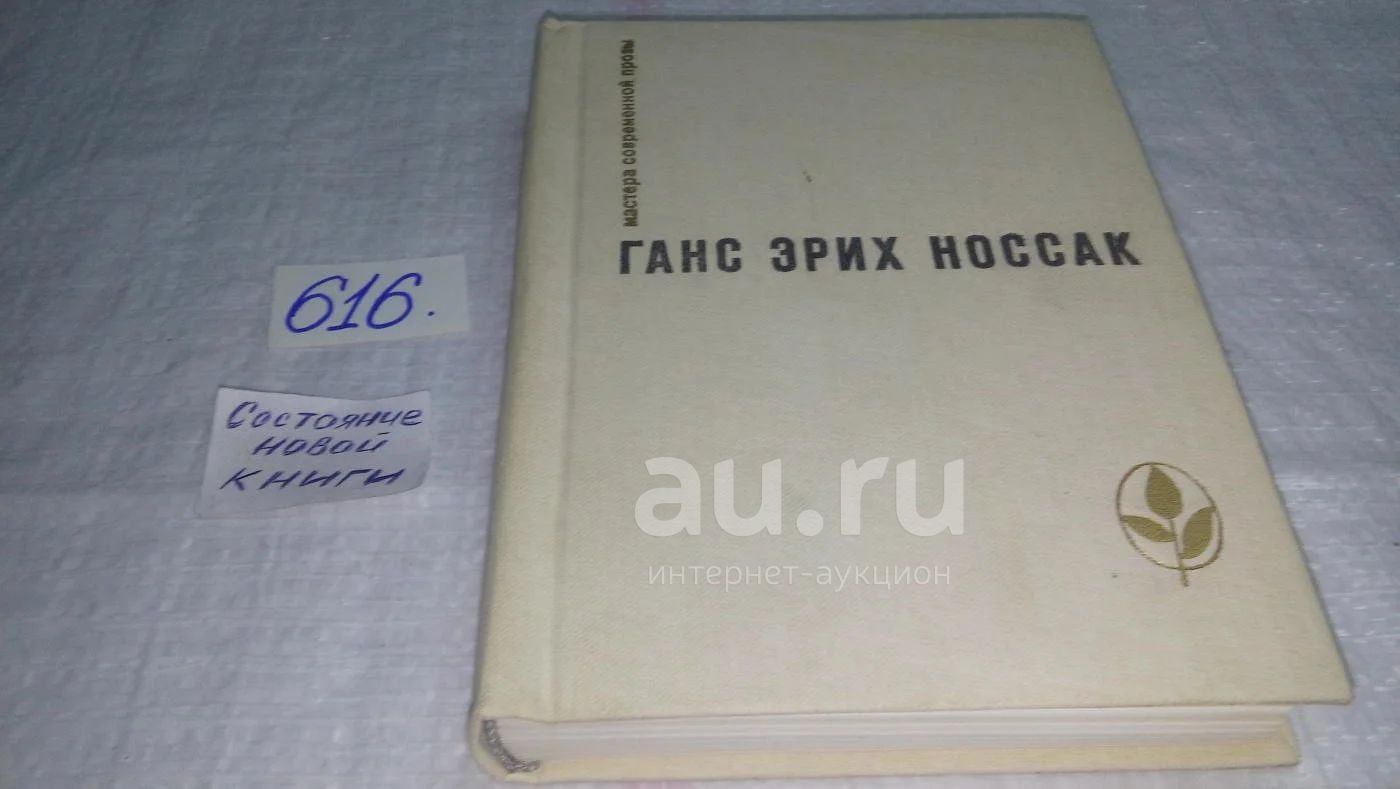 мастера современной прозы
ГАНС ЭРИХ НОССАК
616.
Состояние
новой
книги
au.ru
интернет-аукцион